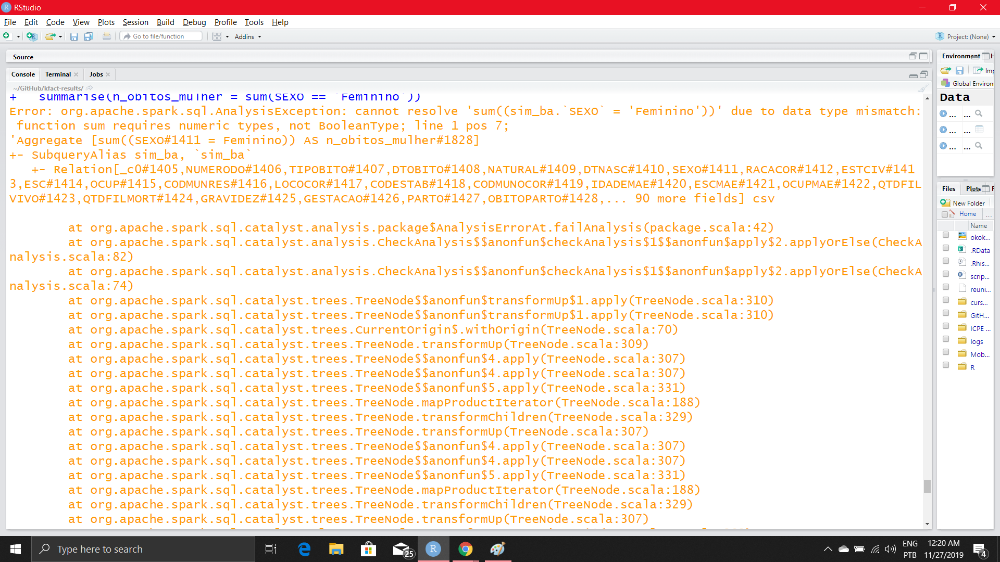 RStudio
File Edit Code View Plots Session Build Debug Profile Tools Help
Go to file/function
Addins
Project: (None)
Source
Console Terminal Jobs
~/GitHub/kfact-results/
+   summarise(n_obitos_mulher = sum(SEXO == `Feminino`))
Error: org.apache.spark.sql.AnalysisException: cannot resolve 'sum((sim_ba.`SEXO` = 'Feminino'))' due to data type mismatch:
 function sum requires numeric types, not BooleanType; line 1 pos 7;
'Aggregate [sum((SEXO#1411 = Feminino)) AS n_obitos_mulher#1828]
+- SubqueryAlias sim_ba, `sim_ba`
   +- Relation[_c0#1405,NUMERODO#1406,TIPOBITO#1407,DTOBITO#1408,NATURAL#1409,DTNASC#1410,SEXO#1411,RACACOR#1412,ESTCIV#141
3,ESC#1414,OCUP#1415,CODMUNRES#1416,LOCOCOR#1417,CODESTAB#1418,CODMUNOCOR#1419,IDADEMAE#1420,ESCMAE#1421,OCUPMAE#1422,QTDFIL
VIVO#1423,QTDFILMORT#1424,GRAVIDEZ#1425,GESTACAO#1426,PARTO#1427,OBITOPARTO#1428,... 90 more fields] csv
at org.apache.spark.sql.catalyst.analysis.package$AnalysisErrorAt.failAnalysis(package.scala:42)
at org.apache.spark.sql.catalyst.analysis.CheckAnalysis$$anonfun$checkAnalysis$1$$anonfun$apply$2.applyOrElse(CheckA
nalysis.scala:82)
at org.apache.spark.sql.catalyst.analysis.CheckAnalysis$$anonfun$checkAnalysis$1$$anonfun$apply$2.applyOrElse(CheckA
nalysis.scala:74)
at org.apache.spark.sql.catalyst.trees.TreeNode$$anonfun$transformUp$1.apply(TreeNode.scala:310)
at org.apache.spark.sql.catalyst.trees.TreeNode$$anonfun$transformUp$1.apply(TreeNode.scala:310)
at org.apache.spark.sql.catalyst.trees.CurrentOrigin$.withOrigin(TreeNode.scala:70)
at org.apache.spark.sql.catalyst.trees.TreeNode.transformUp(TreeNode.scala:309)
at org.apache.spark.sql.catalyst.trees.TreeNode$$anonfun$4.apply(TreeNode.scala:307)
at org.apache.spark.sql.catalyst.trees.TreeNode$$anonfun$4.apply(TreeNode.scala:307)
at org.apache.spark.sql.catalyst.trees.TreeNode$$anonfun$5.apply(TreeNode.scala:331)
at org.apache.spark.sql.catalyst.trees.TreeNode.mapProductIterator(TreeNode.scala:188)
at org.apache.spark.sql.catalyst.trees.TreeNode.transformChildren(TreeNode.scala:329)
at org.apache.spark.sql.catalyst.trees.TreeNode.transformUp(TreeNode.scala:307)
at org.apache.spark.sql.catalyst.trees.TreeNode$$anonfun$4.apply(TreeNode.scala:307)
at org.apache.spark.sql.catalyst.trees.TreeNode$$anonfun$4.apply(TreeNode.scala:307)
at org.apache.spark.sql.catalyst.trees.TreeNode$$anonfun$5.apply(TreeNode.scala:331)
at org.apache.spark.sql.catalyst.trees.TreeNode.mapProductIterator(TreeNode.scala:188)
at org.apache.spark.sql.catalyst.trees.TreeNode.transformChildren(TreeNode.scala:329)
at org.apache.spark.sql.catalyst.trees.TreeNode.transformUp(TreeNode.scala:307)
Environment H
Imp
Global Environ
Data
... ...
... ...
... ...
Files Plots
New Folder
Home ...
Name
okok...
.RData
.Rhis...
scrip...
reuni...
curs...
GitH...
ICPE ...
logs
Mob...
R
Type here to search
25
ENG
PTB
12:20 AM
11/27/2019
4